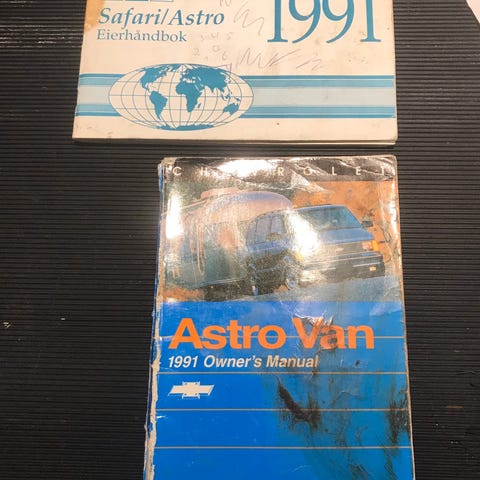 Safari/Astro
1991
Eierhåndbok
CHEVROLET
Astro Van
1991 Owner's Manual